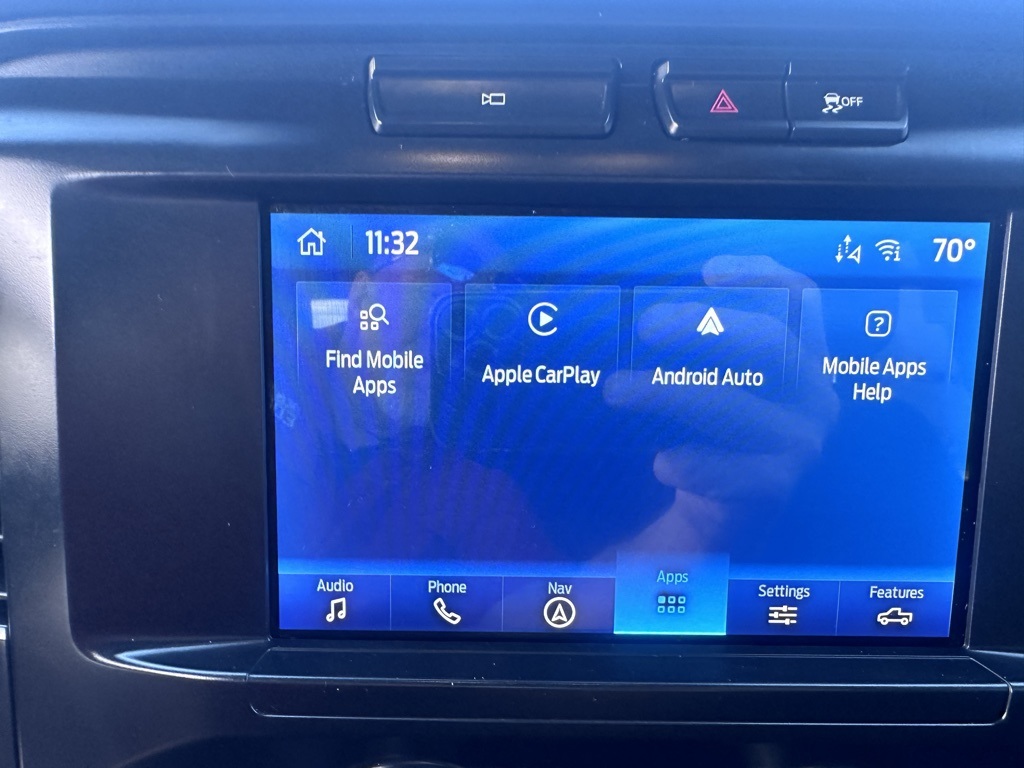 OFF
11:32
70°
Find Mobile
Apps
Apple CarPlay
Android Auto
?
Mobile Apps
Help
Audio
Phone
Nav
Apps
Settings
Features